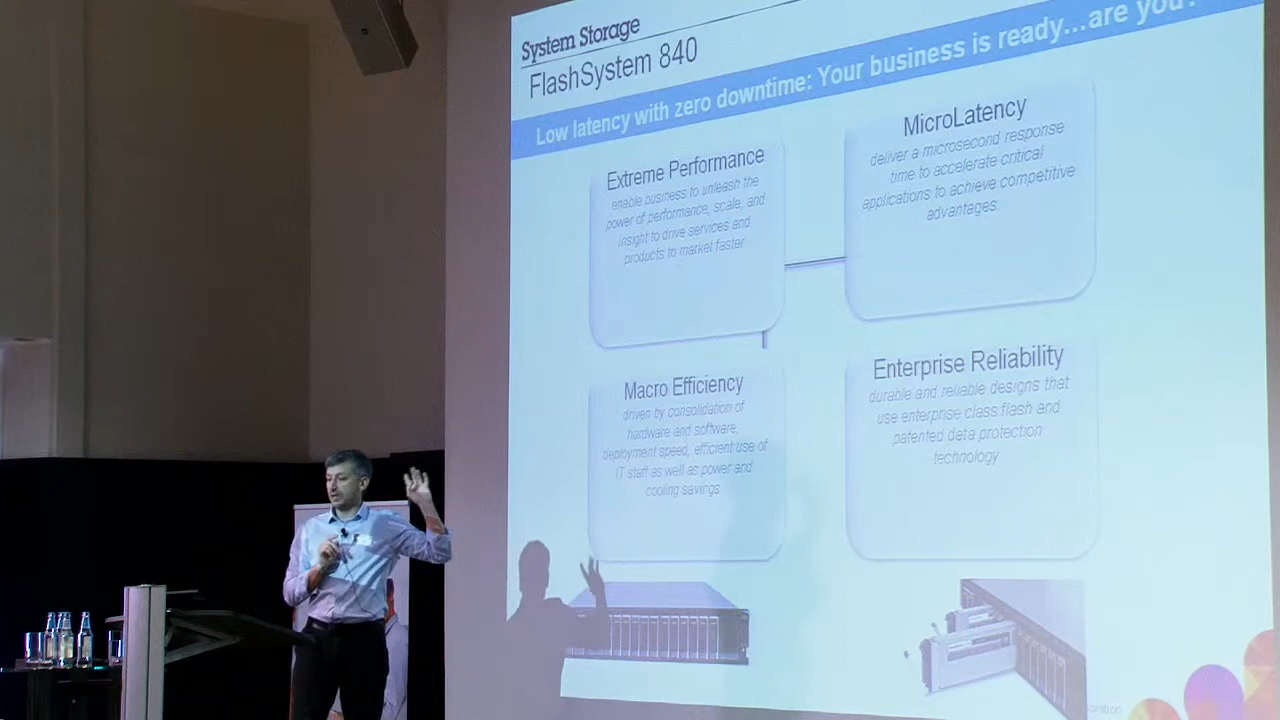 System Storage
FlashSystem 840
Low latency with zero downtime: Your business is ready...are you?
Extreme Performance
enable business to unleash the
power of performance, scale, and
insight to drive services and
products to market faster
MicroLatency
deliver a microsecond response
time to accelerate critical
applications to achieve competitive
advantages.
Macro Efficiency
driven by consolidation of
hardware and software,
deployment speed, efficient use of
IT staff as well as power and
cooling savings
Enterprise Reliability
durable and reliable designs that
use enterprise class flash and
patented data protection
technology